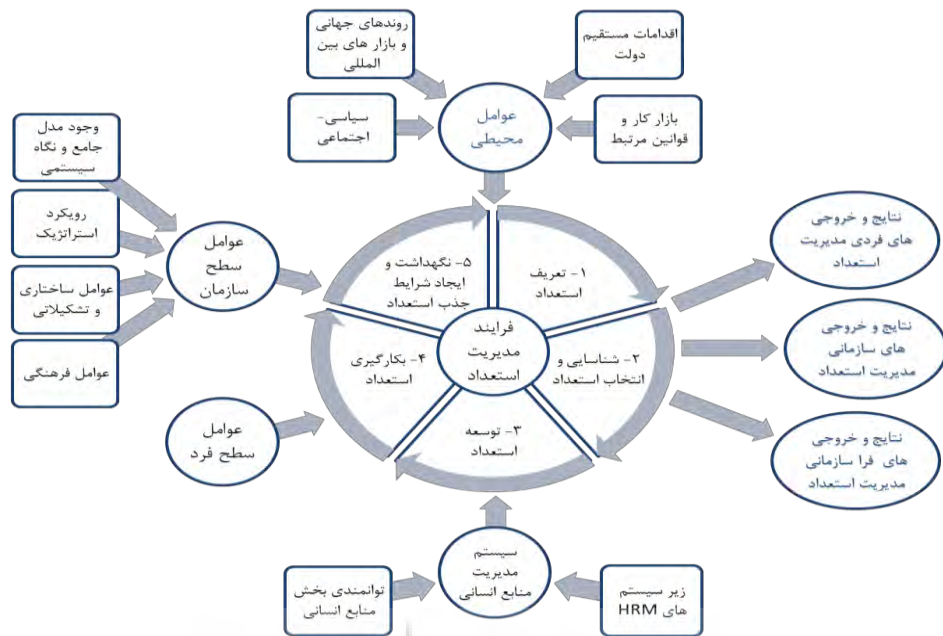 روندهای جهانی
و بازار های بین
المللی
اقدامات مستقیم
دولت
سیاسی-
اجتماعی
عوامل
محیطی
بازار کار و
قوانین مرتبط
وجود مدل
جامع و نگاه
سیستمی
رویکرد
استراتژیک
عوامل ساختاری
و تشکیلاتی
عوامل فرهنگی
عوامل
سطح
سازمان
عوامل
سطح فرد
۱- تعریف
استعداد
۲- شناسایی و
انتخاب استعداد
۳- توسعه
استعداد
۴- بکارگیری
استعداد
۵- نگهداشت و
ایجاد شرایط
جذب استعداد
فرایند
مدیریت
استعداد
نتایج و خروجی
های فردی مدیریت
استعداد
نتایج و خروجی
های سازمانی
مدیریت استعداد
نتایج و خروجی
های فرا سازمانی
مدیریت استعداد
سیستم
مدیریت
منابع انسانی
توانمندی بخش
منابع انسانی
زیر سیستم
های HRM